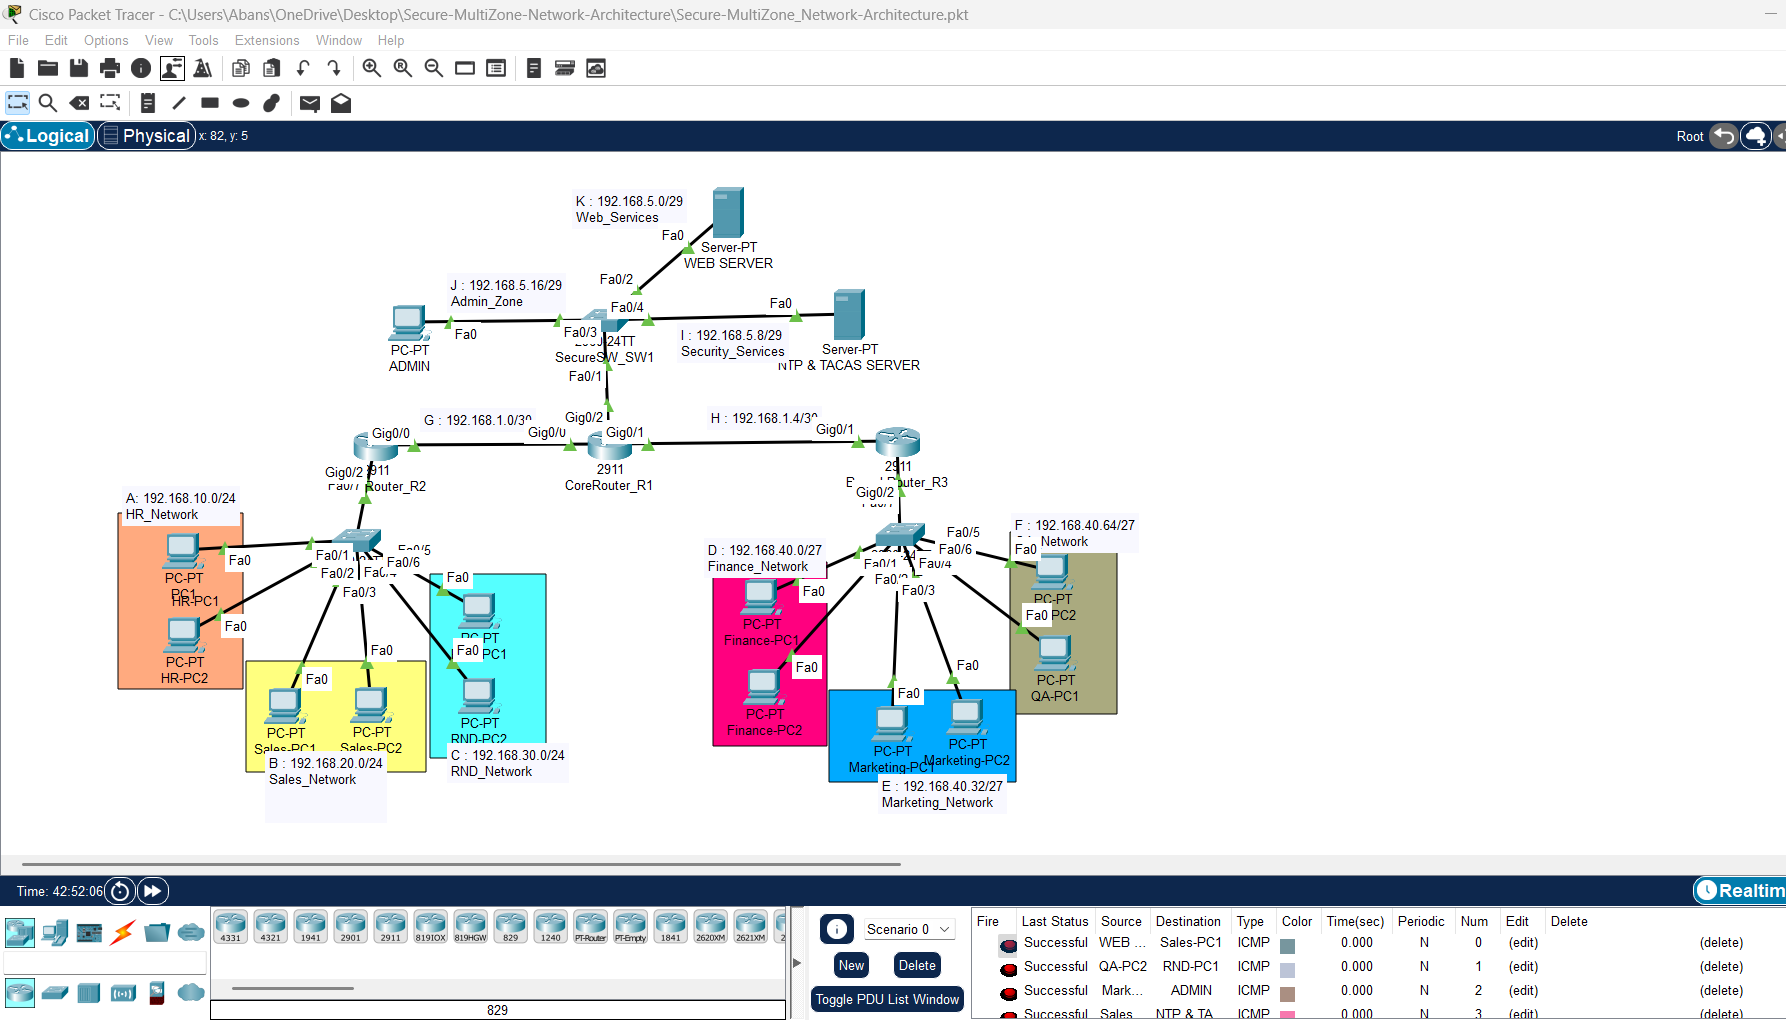 Cisco Packet Tracer - C:\Users\Abans\OneDrive\Desktop\Secure-MultiZone-Network-Architecture\Secure-MultiZone_Network-Architecture.pkt
File Edit Options View Tools Extensions Window Help
Logical Physical x: 82, y: 5 Root
K : 192.168.5.0/29
Web_Services
Fa0
Server-PT
WEB SERVER
Fa0/2
J : 192.168.5.16/29
Admin_Zone
Fa0
PC-PT
ADMIN
Fa0/4
Fa0/3
24TT
SecureSW_SW1
Fa0/1
Fa0
I : 192.168.5.8/29
Security_Services
Server-PT
NTP & TACAS SERVER
G : 192.168.1.0/30
Gig0/2
H : 192.168.1.4/30
Gig0/0
Gig0/0
Gig0/1
Gig0/1
Gig0/2
911
Fa0/7
Router_R2
2911
CoreRouter_R1
2911
Router_R3
Gig0/2
Fa0/7
A: 192.168.10.0/24
HR_Network
Fa0
PC-PT
PC1
HR-PC1
Fa0
PC-PT
HR-PC2
Fa0/1
Fa0/2
Fa0/3
Fa0/4
Fa0/5
Fa0/6
Fa0
PC-PT
PC1
Fa0
PC-PT
RND-PC2
C : 192.168.30.0/24
RND_Network
Fa0
Fa0
PC-PT
Sales-PC1
PC-PT
Sales-PC2
B : 192.168.20.0/24
Sales_Network
D : 192.168.40.0/27
Finance_Network
Fa0
PC-PT
Finance-PC1
Fa0
PC-PT
Finance-PC2
Fa0/1
Fa0/2
Fa0/3
Fa0/4
Fa0/5
Fa0/6
F : 192.168.40.64/27
Network
Fa0
PC-PT
PC2
Fa0
PC-PT
QA-PC1
Fa0
Fa0
PC-PT
Marketing-PC1
PC-PT
Marketing-PC2
E : 192.168.40.32/27
Marketing_Network
Time: 42:52:06
Realtim
4331 4321 1941 2901 2911 819IOX 819HGW 829 1240 PT-Router PT-Empty 1841 2620XM 2621XM 2
829
Scenario 0
New Delete
Toggle PDU List Window
Fire Last Status Source Destination Type Color Time(sec) Periodic Num Edit Delete
Successful WEB ... Sales-PC1 ICMP 0.000 N 0 (edit) (delete)
Successful QA-PC2 RND-PC1 ICMP 0.000 N 1 (edit) (delete)
Successful Mark... ADMIN ICMP 0.000 N 2 (edit) (delete)
Successful Sales NTP & TA ICMP 0.000 N 3 (edit) (delete)